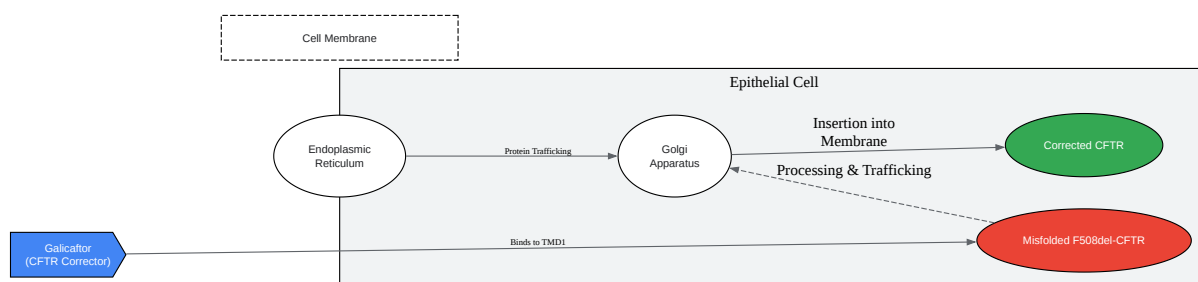 Cell Membrane
Epithelial Cell
Endoplasmic
Reticulum
Protein Trafficking
Golgi
Apparatus
Insertion into
Membrane
Corrected CFTR
Processing & Trafficking
Galicaftor
(CFTR Corrector)
Binds to TMD1
Misfolded F508del-CFTR